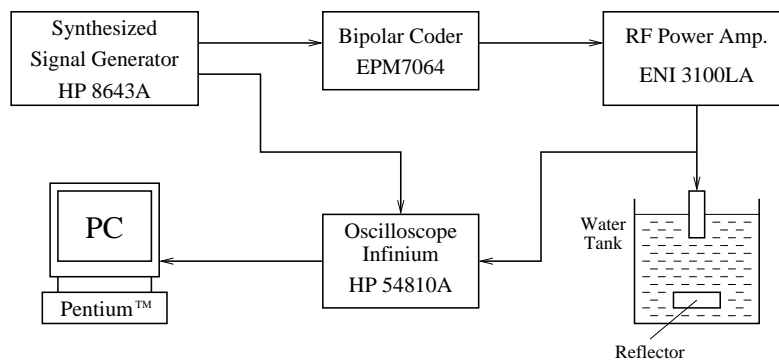 Synthesized
Signal Generator
HP 8643A
Bipolar Coder
EPM7064
RF Power Amp.
ENI 3100LA
PC
Pentium™
Oscilloscope
Infinium
HP 54810A
Water
Tank
Reflector